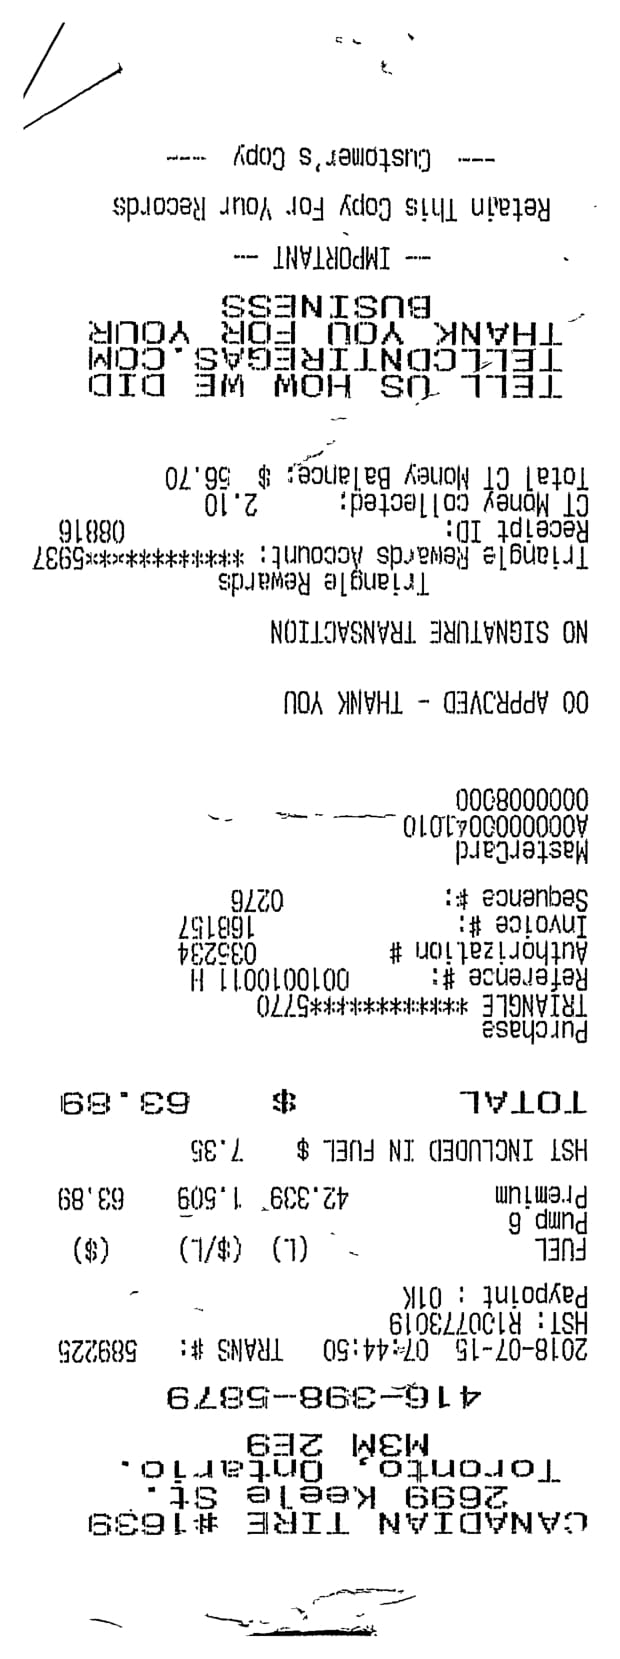 CANADIAN TIRE #1639
2699 Keele St.
Toronto, Ontario.
M3M 2E9
416-398-5879
2018-07-15 07:44:50 TRANS #: 589225
HST: R100773019
Paypoint : 01K
FUEL (L) ($/L) ($)
Pump 6
Premium 42.339 1.509 63.89
HST INCLUDED IN FUEL $ 7.35
TOTAL $ 63.89
Purchase
TRIANGLE ************5770
Reference #: 0010010011 H
Authorization # 035234
Invoice #: 168157
Sequence #: 0276
MasterCard
A0000000041010
0000008000
00 APPROVED - THANK YOU
NO SIGNATURE TRANSACTION
Triangle Rewards
Triangle Rewards Account: ************5937
Receipt ID: 08816
CT Money collected: 2.10
Total CT Money Balance: $ 56.70
TELL US HOW WE DID
TELLCDNTIREGAS.COM
THANK YOU FOR YOUR
BUSINESS
-- IMPORTANT --
Retain This Copy For Your Records
--- Customer's Copy ---